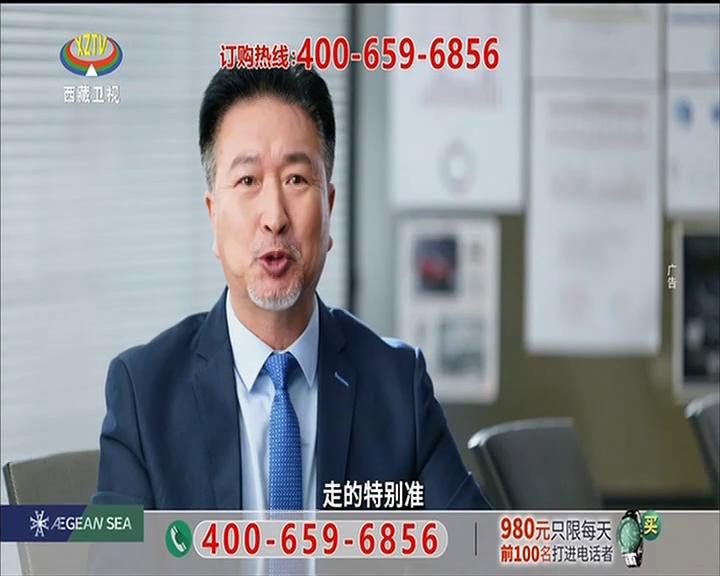 XZTV
西藏卫视
订购热线:400-659-6856
广告
走的特别准
ÆGEAN SEA
400-659-6856
980元只限每天
前100名打进电话者
买